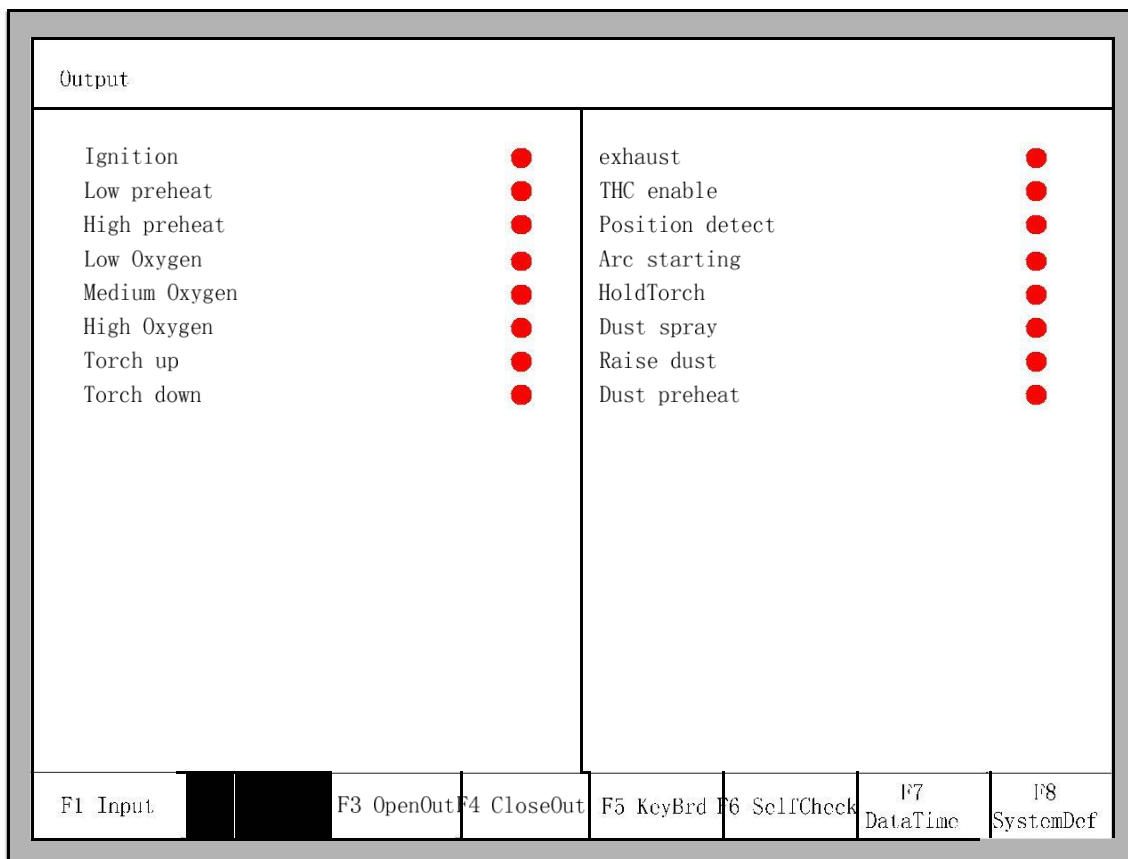 Output
Ignition
Low preheat
High preheat
Low Oxygen
Medium Oxygen
High Oxygen
Torch up
Torch down
exhaust
THC enable
Position detect
Arc starting
HoldTorch
Dust spray
Raise dust
Dust preheat
F1 Input
F3 OpenOut
F4 CloseOut
F5 KeyBrd
F6 SelfCheck
F7
DataTime
F8
SystemDef